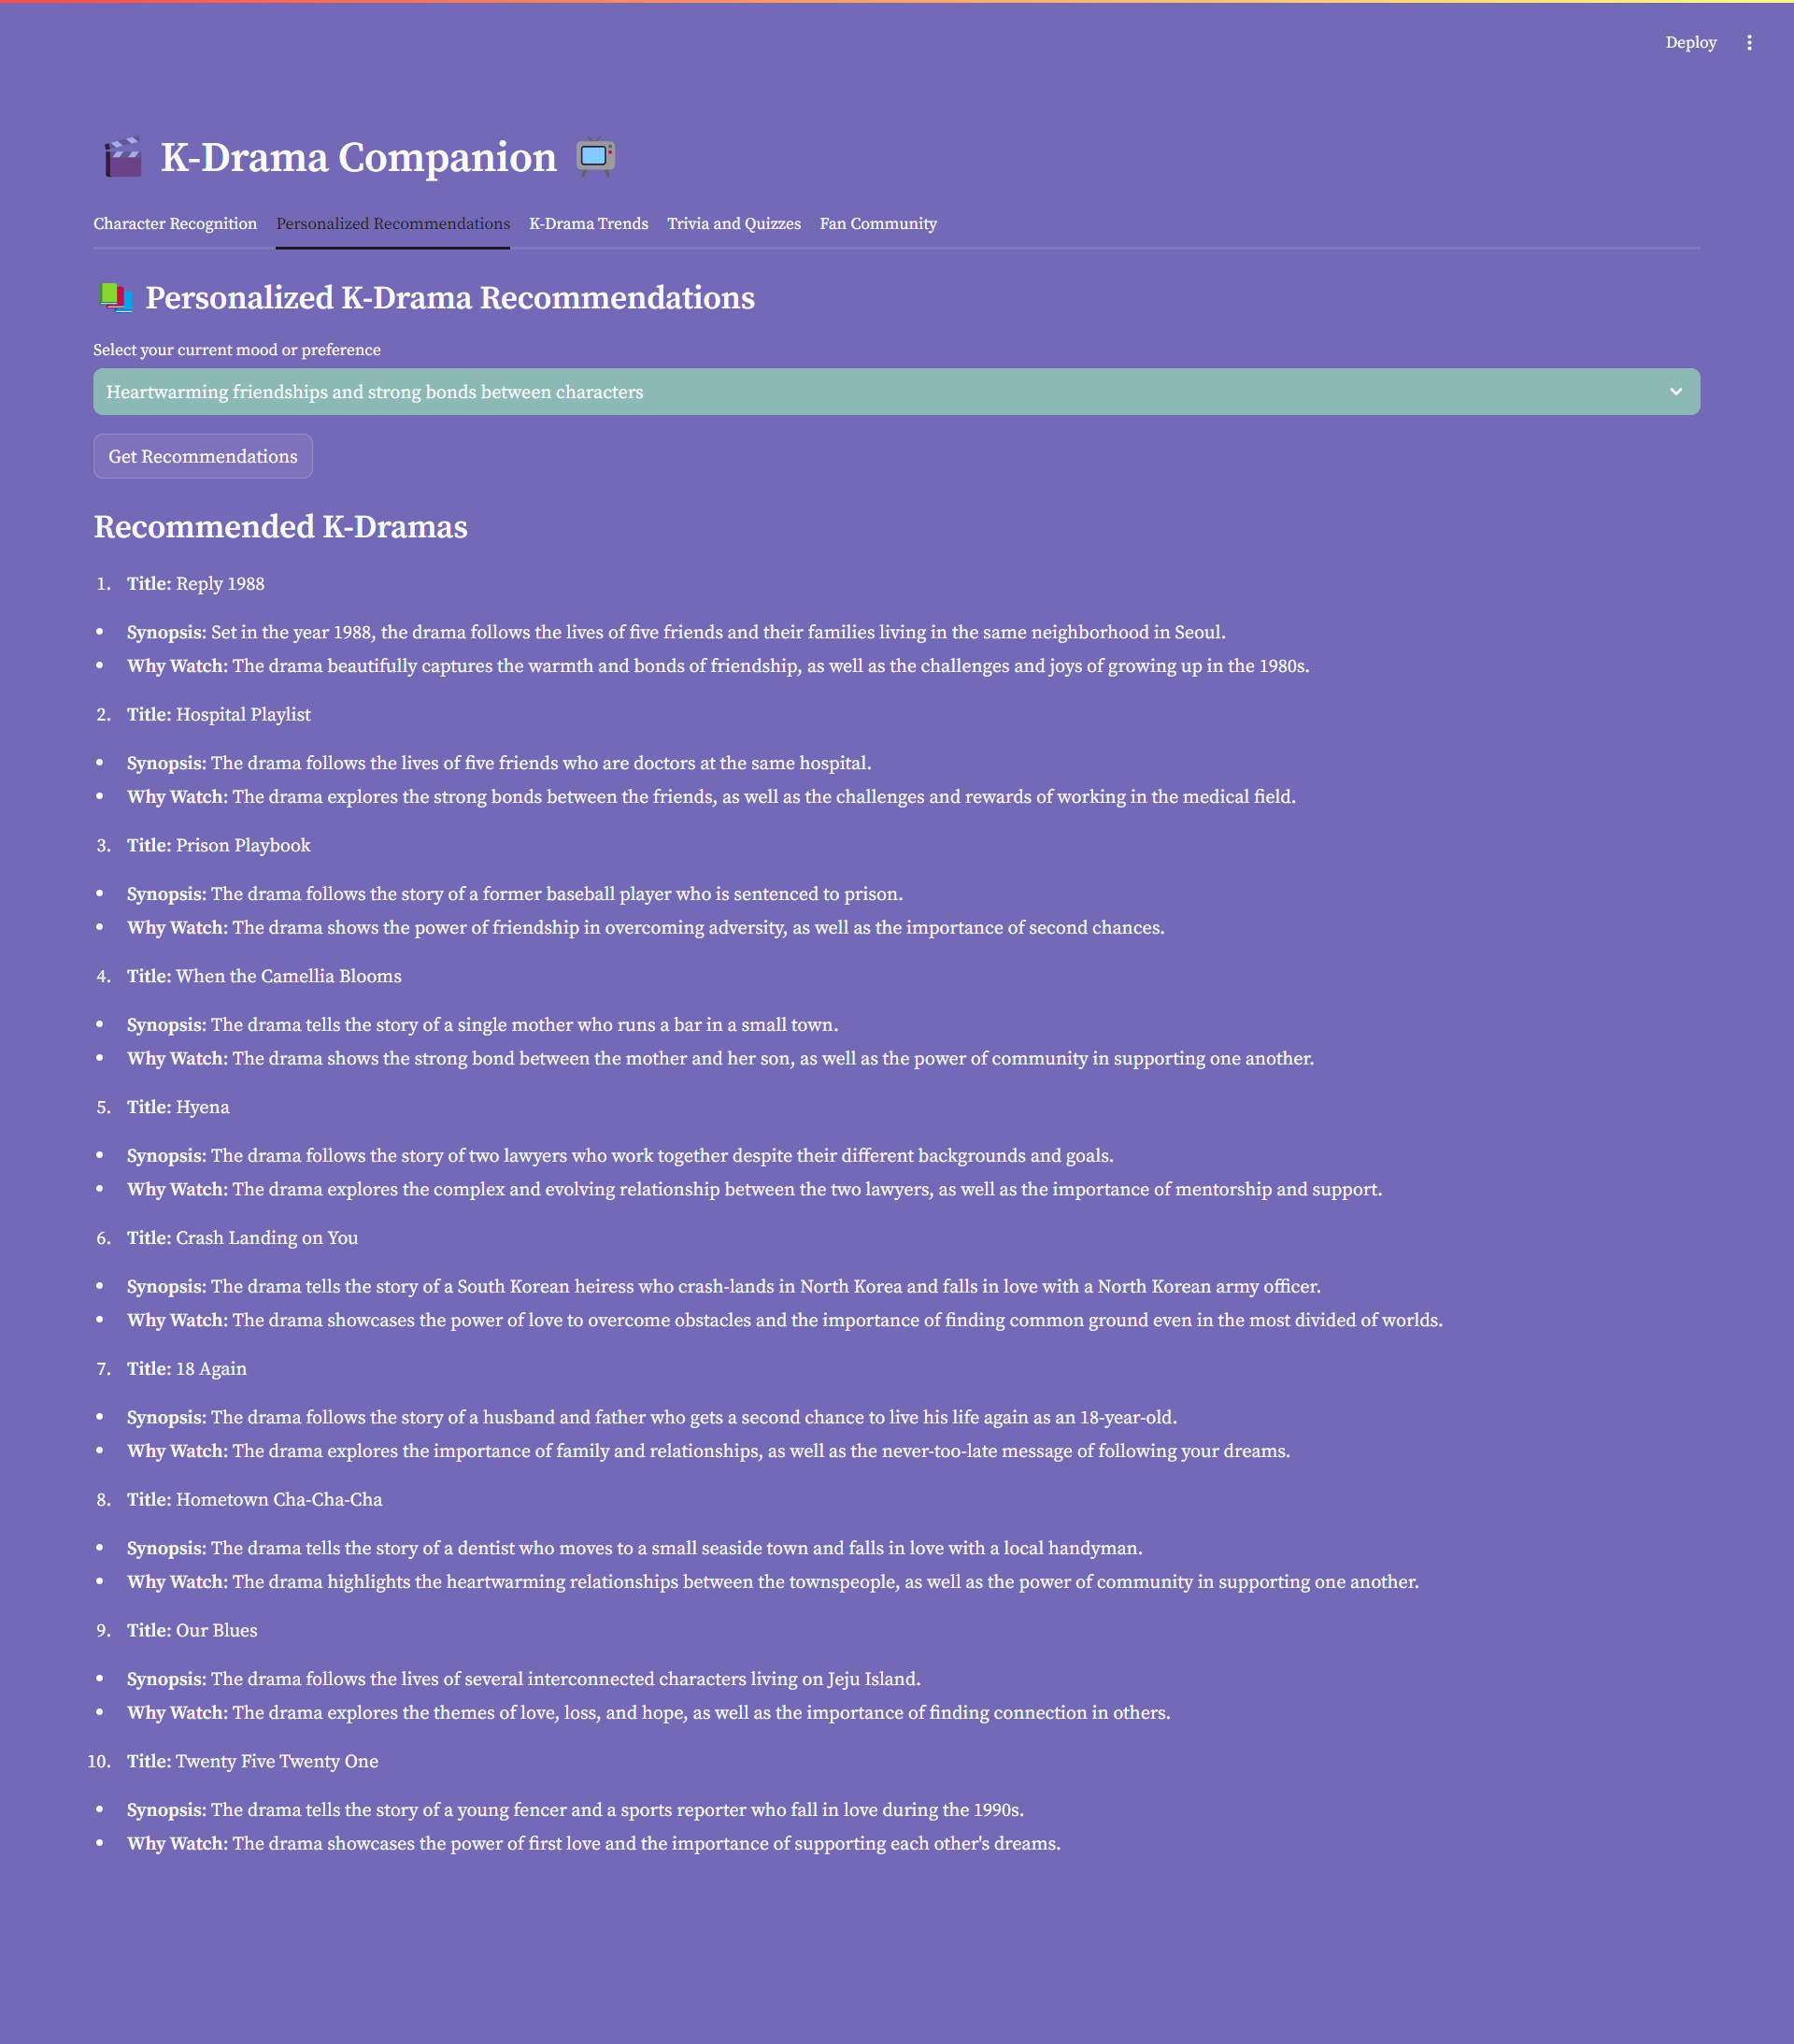 Deploy
K-Drama Companion
Character Recognition Personalized Recommendations K-Drama Trends Trivia and Quizzes Fan Community
Personalized K-Drama Recommendations
Select your current mood or preference
Heartwarming friendships and strong bonds between characters
Get Recommendations
Recommended K-Dramas
1. Title: Reply 1988
• Synopsis: Set in the year 1988, the drama follows the lives of five friends and their families living in the same neighborhood in Seoul.
• Why Watch: The drama beautifully captures the warmth and bonds of friendship, as well as the challenges and joys of growing up in the 1980s.
2. Title: Hospital Playlist
• Synopsis: The drama follows the lives of five friends who are doctors at the same hospital.
• Why Watch: The drama explores the strong bonds between the friends, as well as the challenges and rewards of working in the medical field.
3. Title: Prison Playbook
• Synopsis: The drama follows the story of a former baseball player who is sentenced to prison.
• Why Watch: The drama shows the power of friendship in overcoming adversity, as well as the importance of second chances.
4. Title: When the Camellia Blooms
• Synopsis: The drama tells the story of a single mother who runs a bar in a small town.
• Why Watch: The drama shows the strong bond between the mother and her son, as well as the power of community in supporting one another.
5. Title: Hyena
• Synopsis: The drama follows the story of two lawyers who work together despite their different backgrounds and goals.
• Why Watch: The drama explores the complex and evolving relationship between the two lawyers, as well as the importance of mentorship and support.
6. Title: Crash Landing on You
• Synopsis: The drama tells the story of a South Korean heiress who crash-lands in North Korea and falls in love with a North Korean army officer.
• Why Watch: The drama showcases the power of love to overcome obstacles and the importance of finding common ground even in the most divided of worlds.
7. Title: 18 Again
• Synopsis: The drama follows the story of a husband and father who gets a second chance to live his life again as an 18-year-old.
• Why Watch: The drama explores the importance of family and relationships, as well as the never-too-late message of following your dreams.
8. Title: Hometown Cha-Cha-Cha
• Synopsis: The drama tells the story of a dentist who moves to a small seaside town and falls in love with a local handyman.
• Why Watch: The drama highlights the heartwarming relationships between the townspeople, as well as the power of community in supporting one another.
9. Title: Our Blues
• Synopsis: The drama follows the lives of several interconnected characters living on Jeju Island.
• Why Watch: The drama explores the themes of love, loss, and hope, as well as the importance of finding connection in others.
10. Title: Twenty Five Twenty One
• Synopsis: The drama tells the story of a young fencer and a sports reporter who fall in love during the 1990s.
• Why Watch: The drama showcases the power of first love and the importance of supporting each other's dreams.